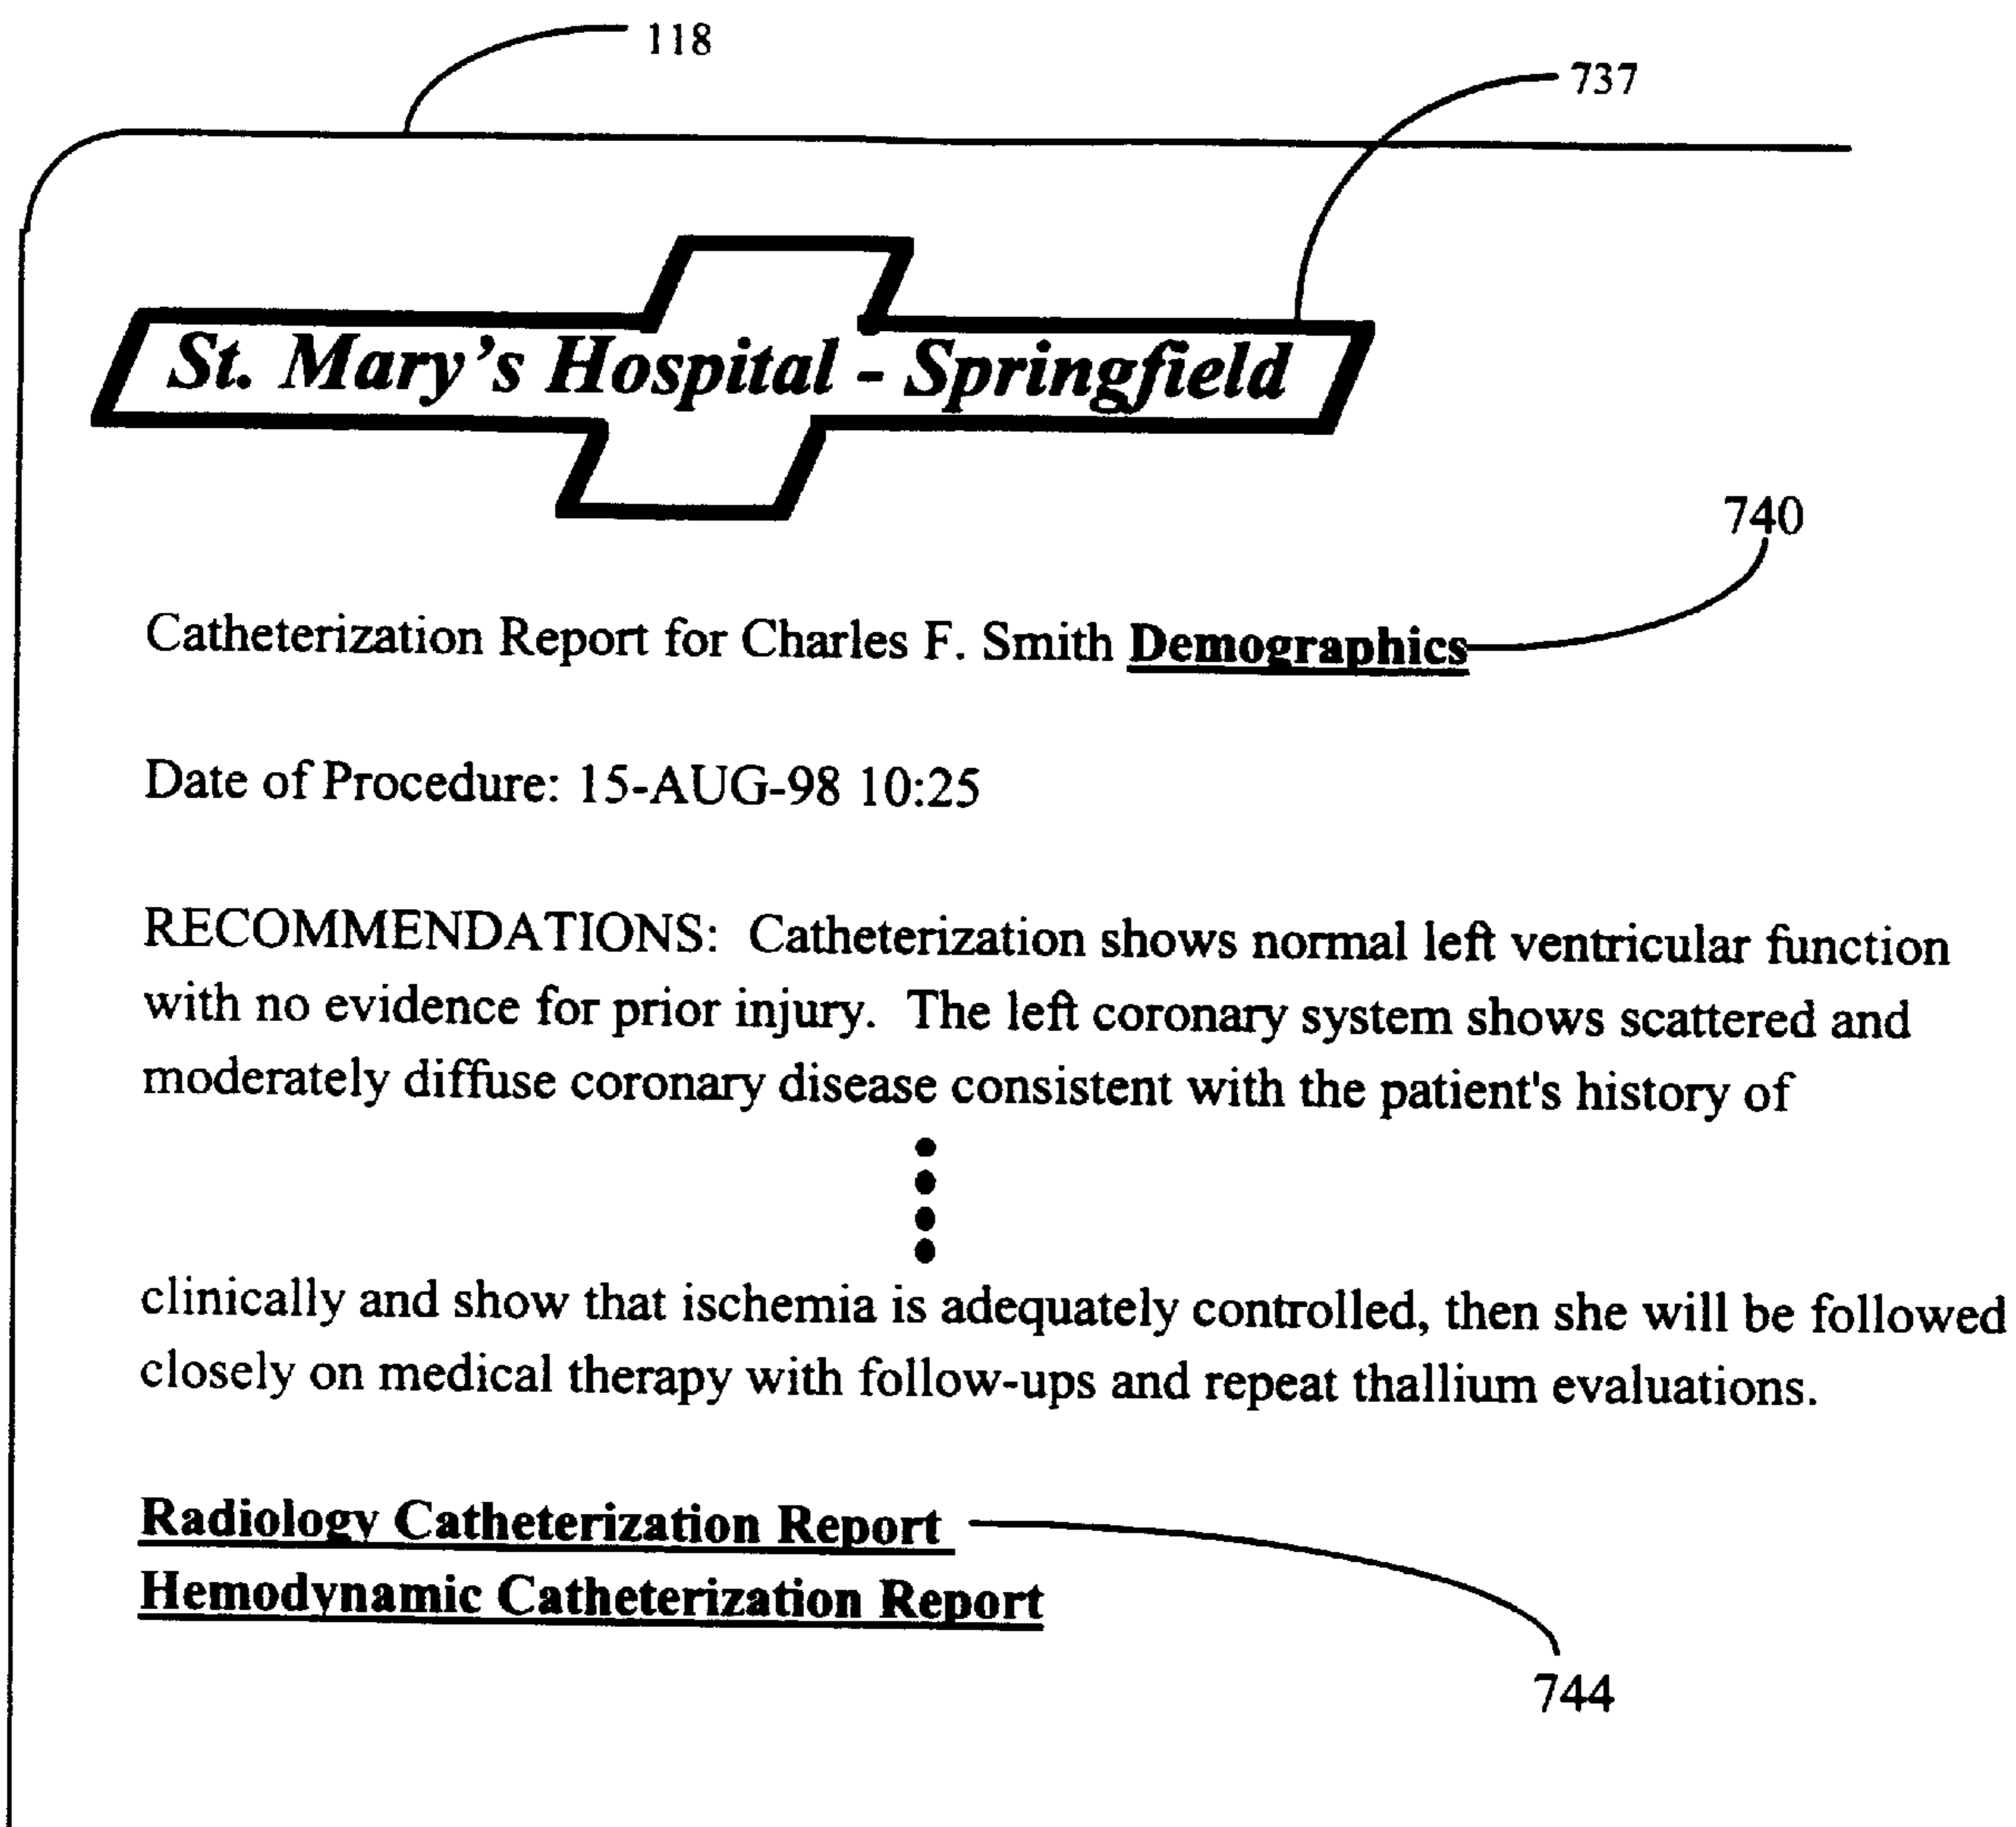 118
737
St. Mary's Hospital - Springfield
740
Catheterization Report for Charles F. Smith Demographics
Date of Procedure: 15-AUG-98 10:25
RECOMMENDATIONS: Catheterization shows normal left ventricular function
with no evidence for prior injury. The left coronary system shows scattered and
moderately diffuse coronary disease consistent with the patient's history of
clinically and show that ischemia is adequately controlled, then she will be followed
closely on medical therapy with follow-ups and repeat thallium evaluations.
Radiology Catheterization Report
Hemodynamic Catheterization Report
744